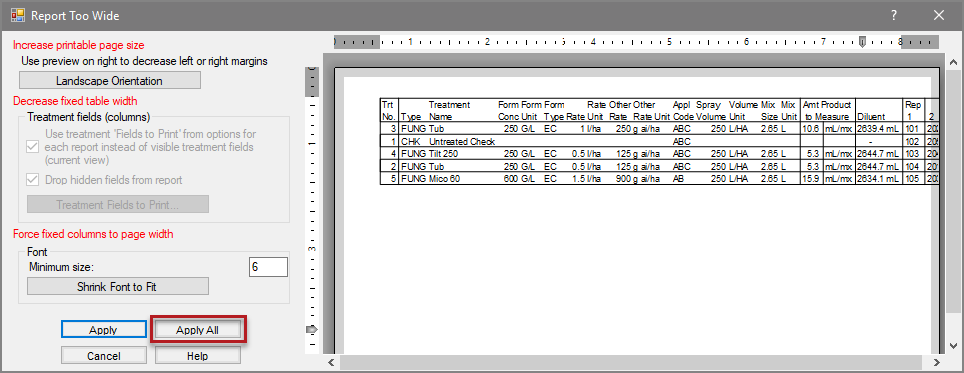 Report Too Wide
Increase printable page size
Use preview on right to decrease left or right margins
Landscape Orientation
Decrease fixed table width
Treatment fields (columns)
Use treatment 'Fields to Print' from options for
each report instead of visible treatment fields
(current view)
Drop hidden fields from report
Treatment Fields to Print...
Force fixed columns to page width
Font
Minimum size: 6
Shrink Font to Fit
Apply Apply All
Cancel Help
1 2 3 4 5 6 7 8
3
Trt Treatment Form Form Form Rate Other Other Appl Spray Volume Mix Mix Amt Product Rep
No. Type Name Conc Unit Type Rate Unit Rate Rate Unit Code Volume Unit Size Unit to Measure Diluent 1 2
3 FUNG Tub 250 G/L EC 1 l/ha 250 g ai/ha ABC 250 L/HA 2.65 L 10.6 mL/mx 2639.4 mL 101
1 CHK Untreated Check ABC - 102
4 FUNG Tilt 250 250 G/L EC 0.5 l/ha 125 g ai/ha ABC 250 L/HA 2.65 L 5.3 mL/mx 2644.7 mL 103
2 FUNG Tub 250 G/L EC 0.5 l/ha 125 g ai/ha ABC 250 L/HA 2.65 L 5.3 mL/mx 2644.7 mL 104
5 FUNG Mico 60 600 G/L EC 1.5 l/ha 900 g ai/ha AB 250 L/HA 2.65 L 15.9 mL/mx 2634.1 mL 105